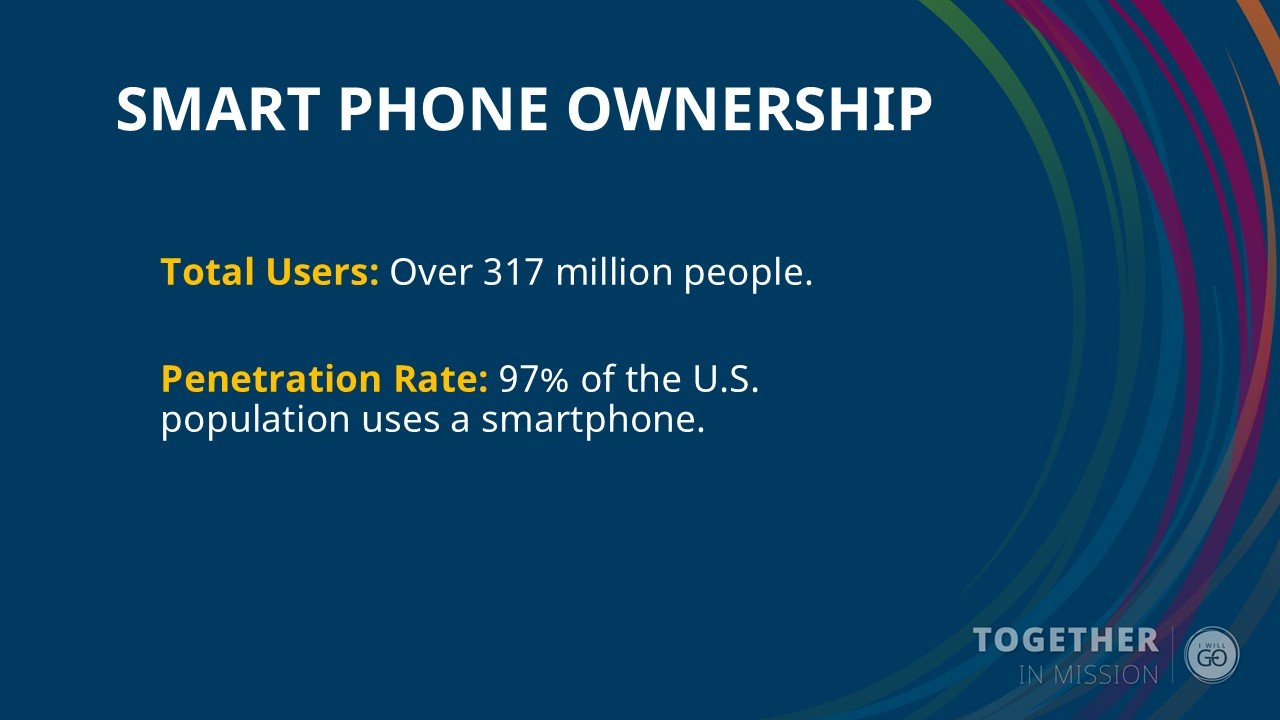 SMART PHONE OWNERSHIP
Total Users: Over 317 million people.
Penetration Rate: 97% of the U.S.
population uses a smartphone.
TOGETHER
IN MISSION
I WILL
GO